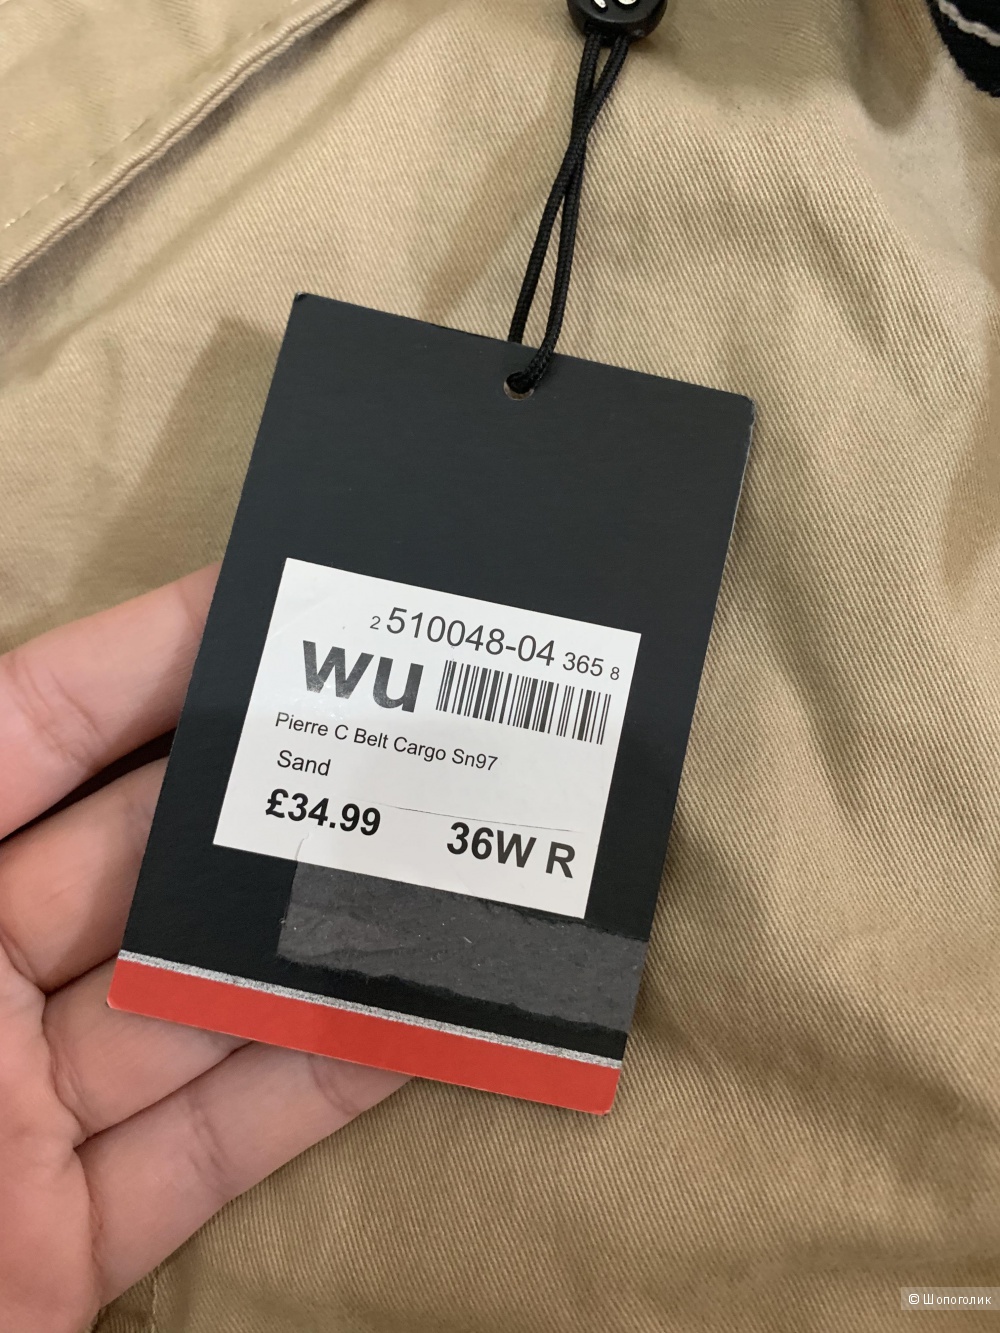 2 510048-04 365 8
wu
Pierre C Belt Cargo Sn97
Sand
£34.99 36W R
© Шопоголик